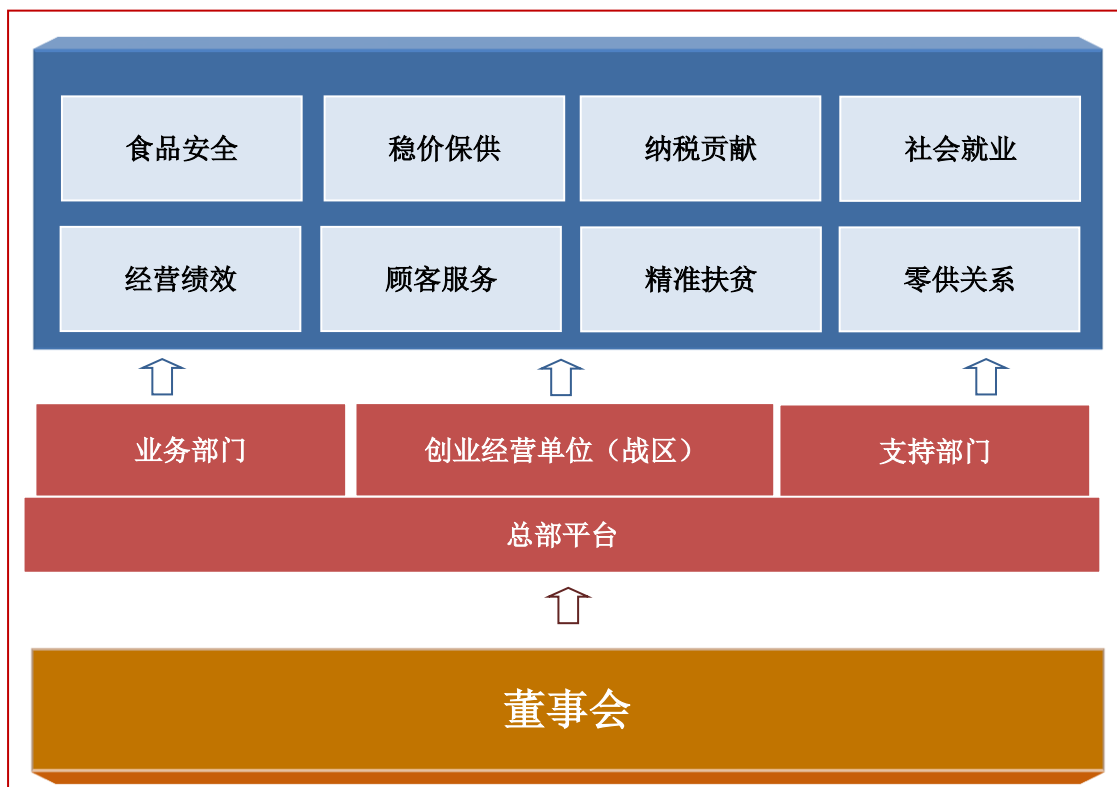 食品安全
稳价保供
纳税贡献
社会就业
经营绩效
顾客服务
精准扶贫
零供关系
业务部门
创业经营单位（战区）
支持部门
总部平台
董事会